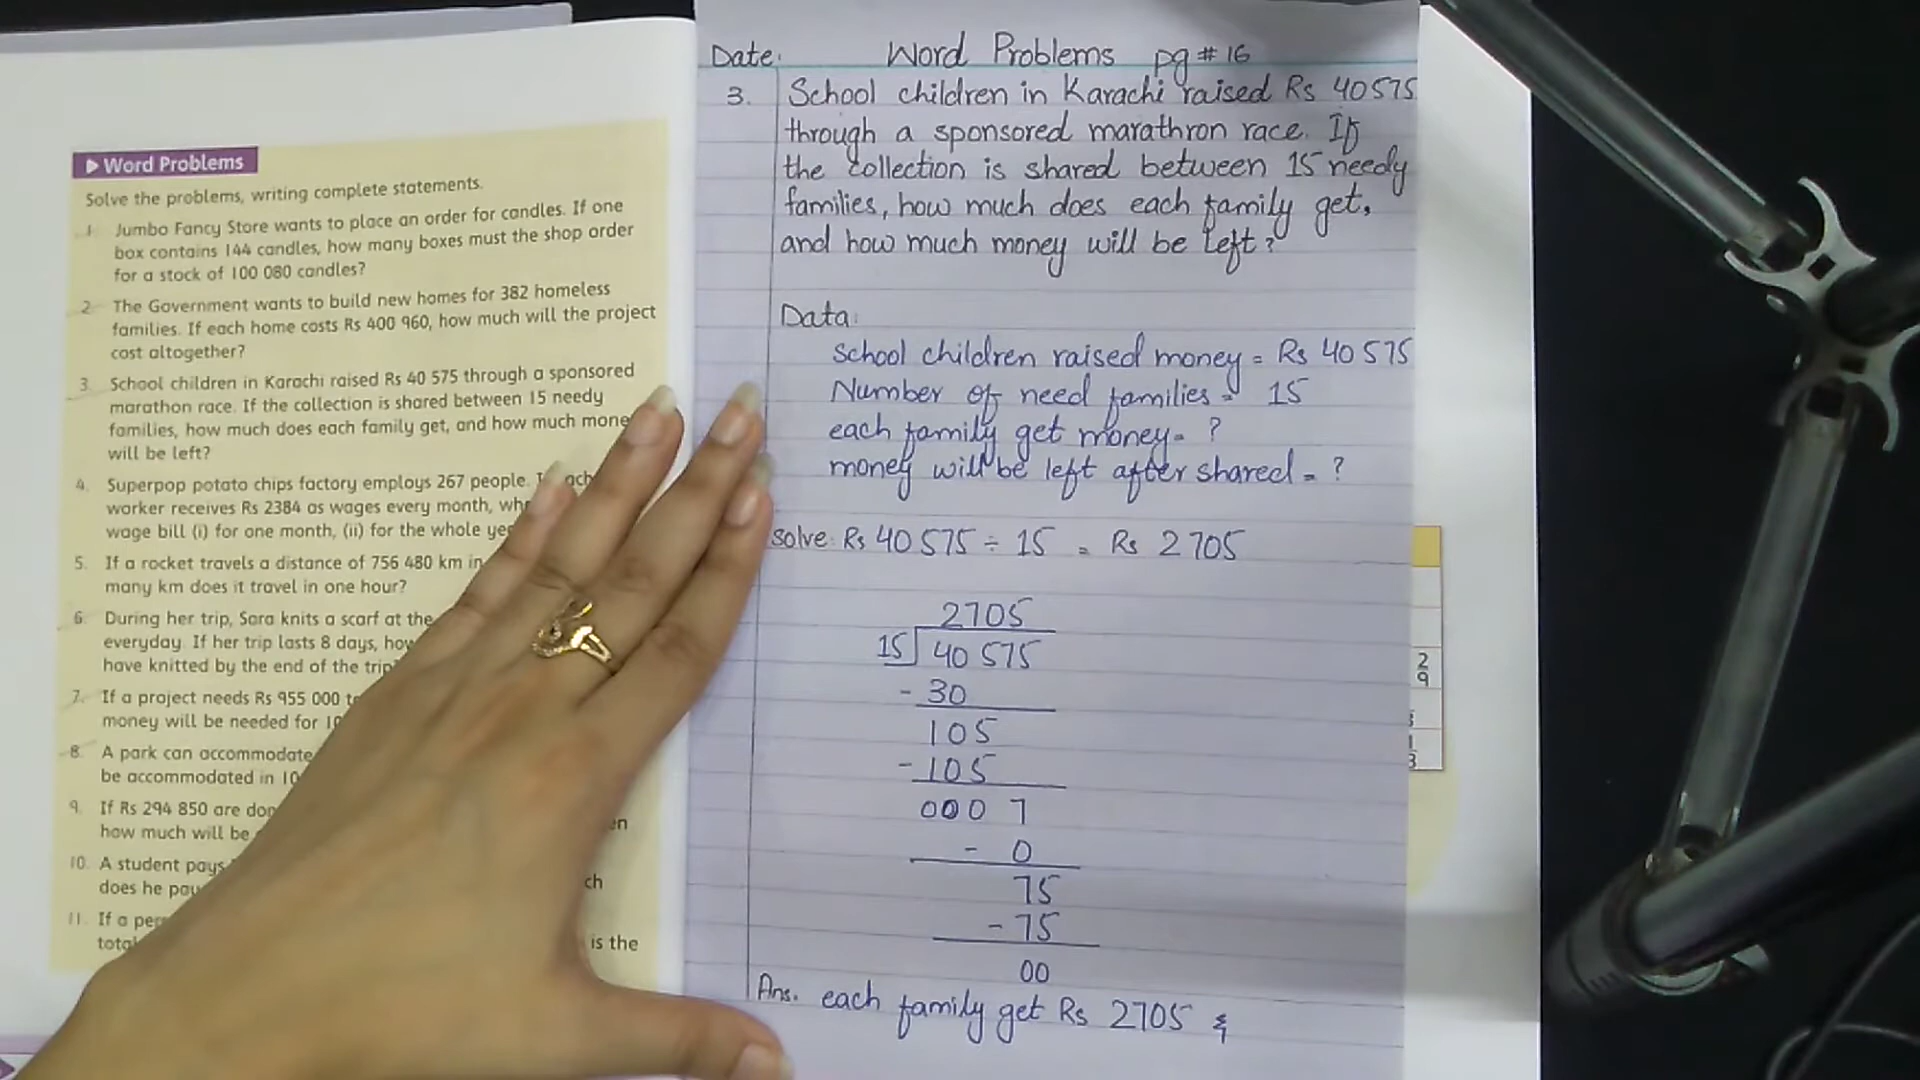 Word Problems
Solve the problems, writing complete statements.
1. Jumbo Fancy Store wants to place an order for candles. If one
box contains 144 candles, how many boxes must the shop order
for a stock of 100 080 candles?
2. The Government wants to build new homes for 382 homeless
families. If each home costs Rs 400 960, how much will the project
cost altogether?
3. School children in Karachi raised Rs 40 575 through a sponsored
marathon race. If the collection is shared between 15 needy
families, how much does each family get, and how much
will be left?
4. Superpop potato chips factory employs 267 people.
worker receives Rs 2384 as wages every month,
wage bill (i) for one month, (ii) for the whole
5. If a rocket travels a distance of 756 480 km in
many km does it travel in one hour?
6. During her trip, Sara knits a scarf at the
everyday. If her trip lasts 8 days,
have knitted by the end of the
7. If a project needs Rs 955 000
money will be needed for
8. A park can accommodate
be accommodated in
9. If Rs 294 850 are
how much will be
10. A student pays
does he
11. If a
is the
Date: Word Problems pg # 16
3. School children in Karachi raised Rs 40575
through a sponsored marathron race. If
the collection is shared between 15 needy
families, how much does each family get,
and how much money will be left?
Data:
School children raised money = Rs 40 575
Number of need families = 15
each family get money = ?
money will be left after shared = ?
Solve: Rs 40 575 ÷ 15 = Rs 2705
2705
15 40 575
- 30
105
- 105
000 7
- 0
75
- 75
00
Ans. each family get Rs 2705 &
2
9
1
3